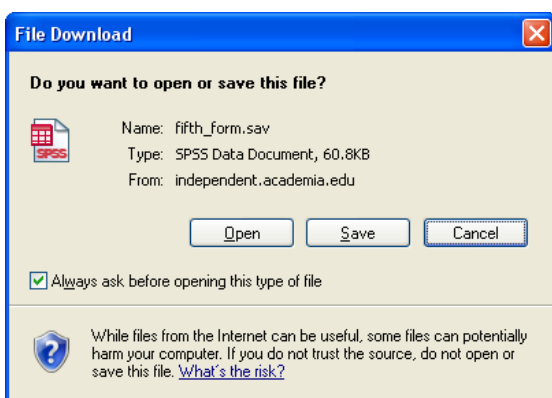 File Download
Do you want to open or save this file?
SPSS
Name: fifth_form.sav
Type: SPSS Data Document, 60.8KB
From: independent.academia.edu
Open Save Cancel
Always ask before opening this type of file
While files from the Internet can be useful, some files can potentially
harm your computer. If you do not trust the source, do not open or
save this file. What's the risk?